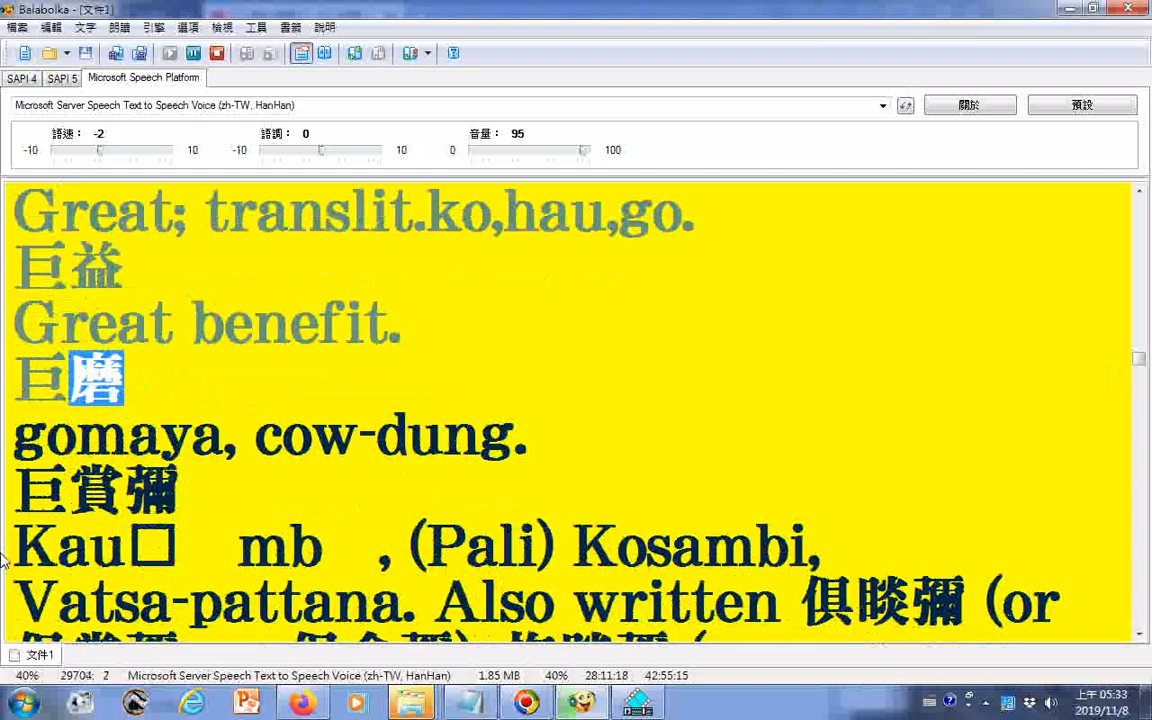 Balabolka - [文件1]
檔案 編輯 文字 朗讀 引擎 選項 檢視 工具 書籤 說明
SAPI 4 SAPI 5 Microsoft Speech Platform
Microsoft Server Speech Text to Speech Voice (zh-TW, HanHan) 關於 預設
語速： -2 語調： 0 音量： 95
-10 10 -10 10 0 100
Great; translit.ko,hau,go.
巨益
Great benefit.
巨磨
gomaya, cow-dung.
巨賞彌
Kau□ mb , (Pali) Kosambi,
Vatsa-pattana. Also written 俱睒彌 (or
文件1
40% 29704: 2 Microsoft Server Speech Text to Speech Voice (zh-TW, HanHan) 1.85 MB 40% 28:11:18 42:55:15
上午 05:33
2019/11/8